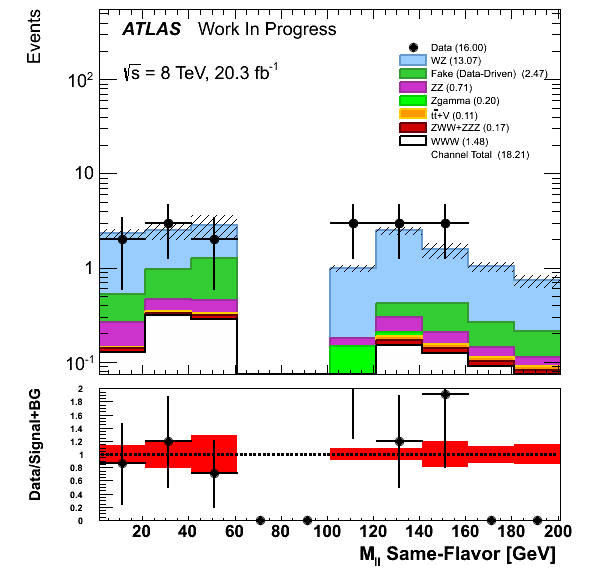 Events
ATLAS Work In Progress
√s = 8 TeV, 20.3 fb⁻¹
Data (16.00)
WZ (13.07)
Fake (Data-Driven) (2.47)
ZZ (0.71)
Zgamma (0.20)
tt̄+V (0.11)
ZWW+ZZZ (0.17)
WWW (1.48)
Channel Total (18.21)
10²
10
1
10⁻¹
Data/Signal+BG
2
1.8
1.6
1.4
1.2
1
0.8
0.6
0.4
0.2
0
20 40 60 80 100 120 140 160 180 200
M_ll Same-Flavor [GeV]